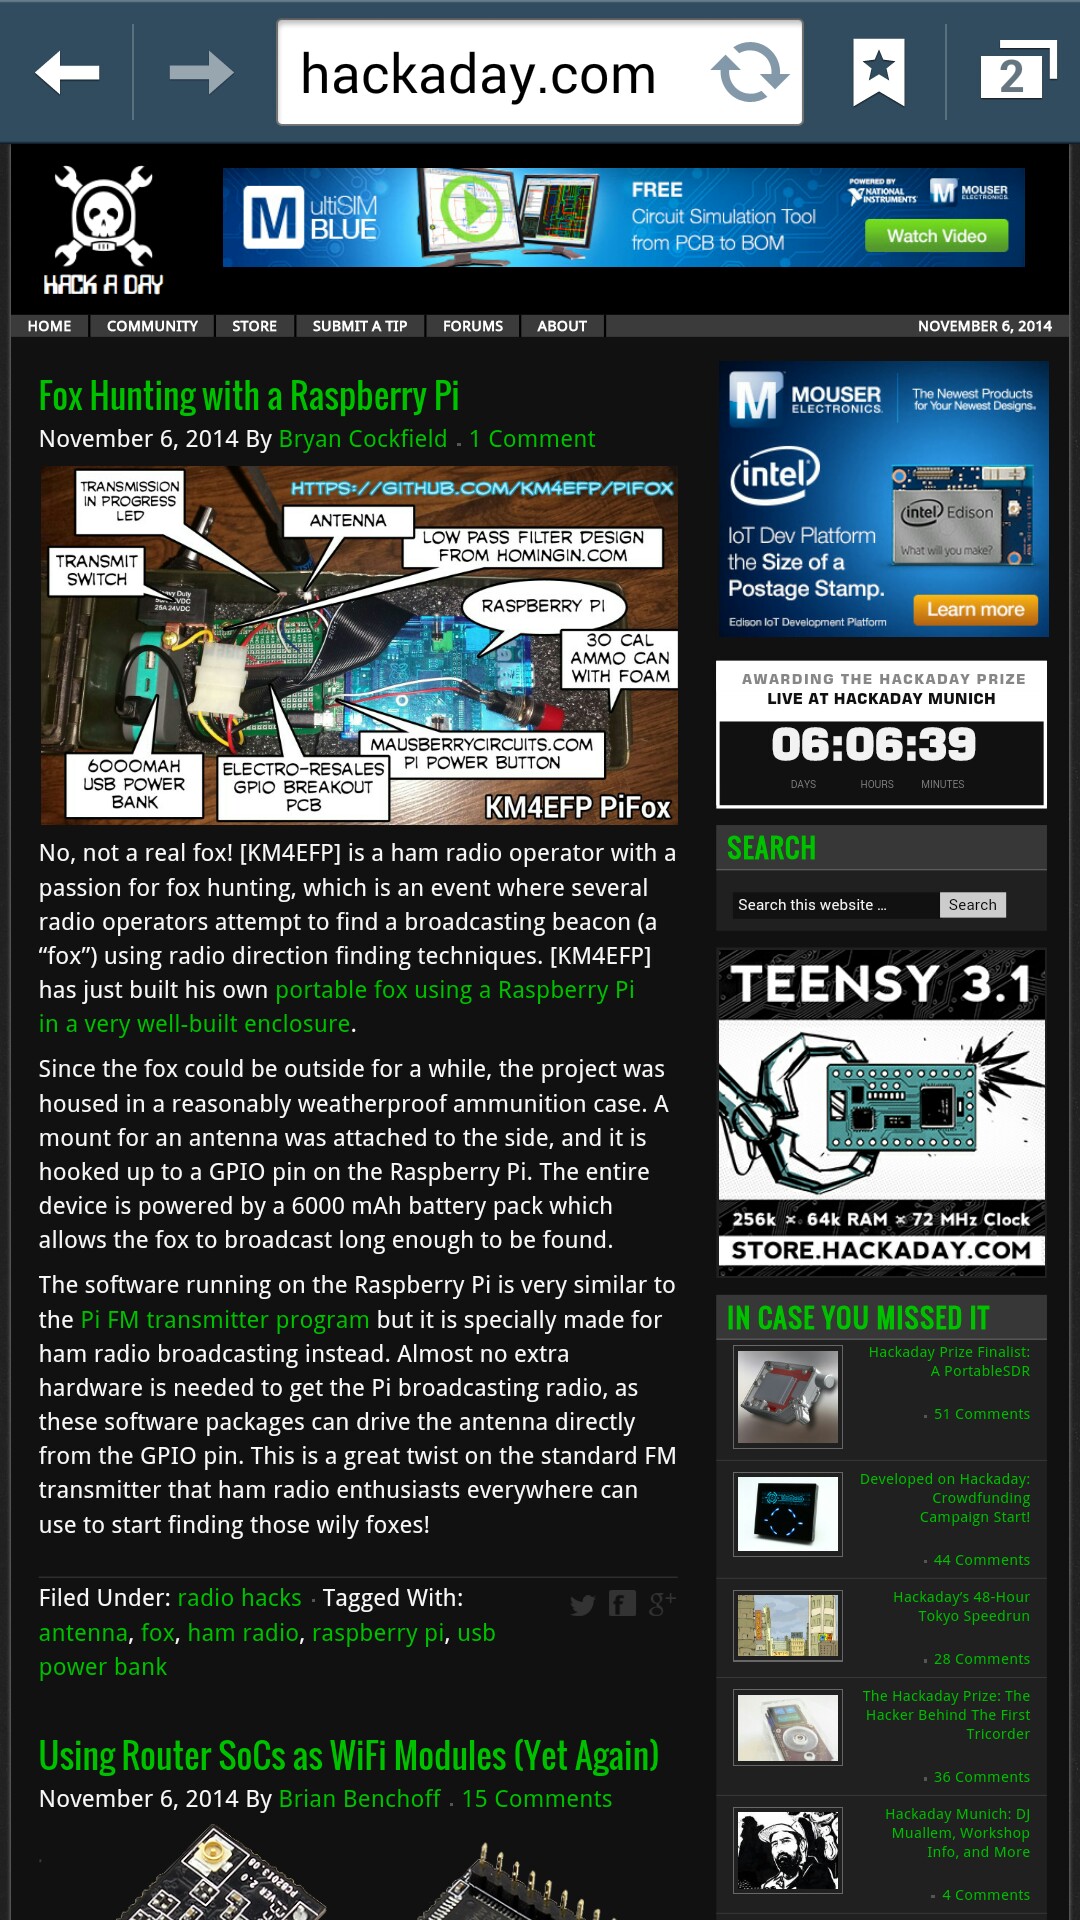 hackaday.com
2
HACK A DAY
M ultiSIM BLUE
FREE
Circuit Simulation Tool
from PCB to BOM
POWERED BY
NATIONAL INSTRUMENTS
M MOUSER ELECTRONICS
Watch Video
HOME COMMUNITY STORE SUBMIT A TIP FORUMS ABOUT NOVEMBER 6, 2014
Fox Hunting with a Raspberry Pi
November 6, 2014 By Bryan Cockfield . 1 Comment
TRANSMISSION
IN PROGRESS
LED
HTTPS://GITHUB.COM/KM4EFP/PIFOX
ANTENNA
LOW PASS FILTER DESIGN
FROM HOMINGIN.COM
TRANSMIT
SWITCH
RASPBERRY PI
30 CAL
AMMO CAN
WITH FOAM
MAUSBERRYCIRCUITS.COM
PI POWER BUTTON
6000MAH
USB POWER
BANK
ELECTRO-RESALES
GPIO BREAKOUT
PCB
KM4EFP PiFox
No, not a real fox! [KM4EFP] is a ham radio operator with a
passion for fox hunting, which is an event where several
radio operators attempt to find a broadcasting beacon (a
“fox”) using radio direction finding techniques. [KM4EFP]
has just built his own portable fox using a Raspberry Pi
in a very well-built enclosure.
Since the fox could be outside for a while, the project was
housed in a reasonably weatherproof ammunition case. A
mount for an antenna was attached to the side, and it is
hooked up to a GPIO pin on the Raspberry Pi. The entire
device is powered by a 6000 mAh battery pack which
allows the fox to broadcast long enough to be found.
The software running on the Raspberry Pi is very similar to
the Pi FM transmitter program but it is specially made for
ham radio broadcasting instead. Almost no extra
hardware is needed to get the Pi broadcasting radio, as
these software packages can drive the antenna directly
from the GPIO pin. This is a great twist on the standard FM
transmitter that ham radio enthusiasts everywhere can
use to start finding those wily foxes!
Filed Under: radio hacks · Tagged With:
antenna, fox, ham radio, raspberry pi, usb
power bank
Using Router SoCs as WiFi Modules (Yet Again)
November 6, 2014 By Brian Benchoff . 15 Comments
M MOUSER ELECTRONICS
The Newest Products
for Your Newest Designs.
intel
IoT Dev Platform
the Size of a
Postage Stamp.
intel Edison
What will you make?
Edison IoT Development Platform
Learn more
AWARDING THE HACKADAY PRIZE
LIVE AT HACKADAY MUNICH
06:06:39
DAYS HOURS MINUTES
SEARCH
Search this website ... Search
TEENSY 3.1
256k × 64k RAM × 72 MHz Clock
STORE.HACKADAY.COM
IN CASE YOU MISSED IT
Hackaday Prize Finalist:
A PortableSDR
51 Comments
Developed on Hackaday:
Crowdfunding
Campaign Start!
44 Comments
Hackaday’s 48-Hour
Tokyo Speedrun
28 Comments
The Hackaday Prize: The
Hacker Behind The First
Tricorder
36 Comments
Hackaday Munich: DJ
Muallem, Workshop
Info, and More
4 Comments